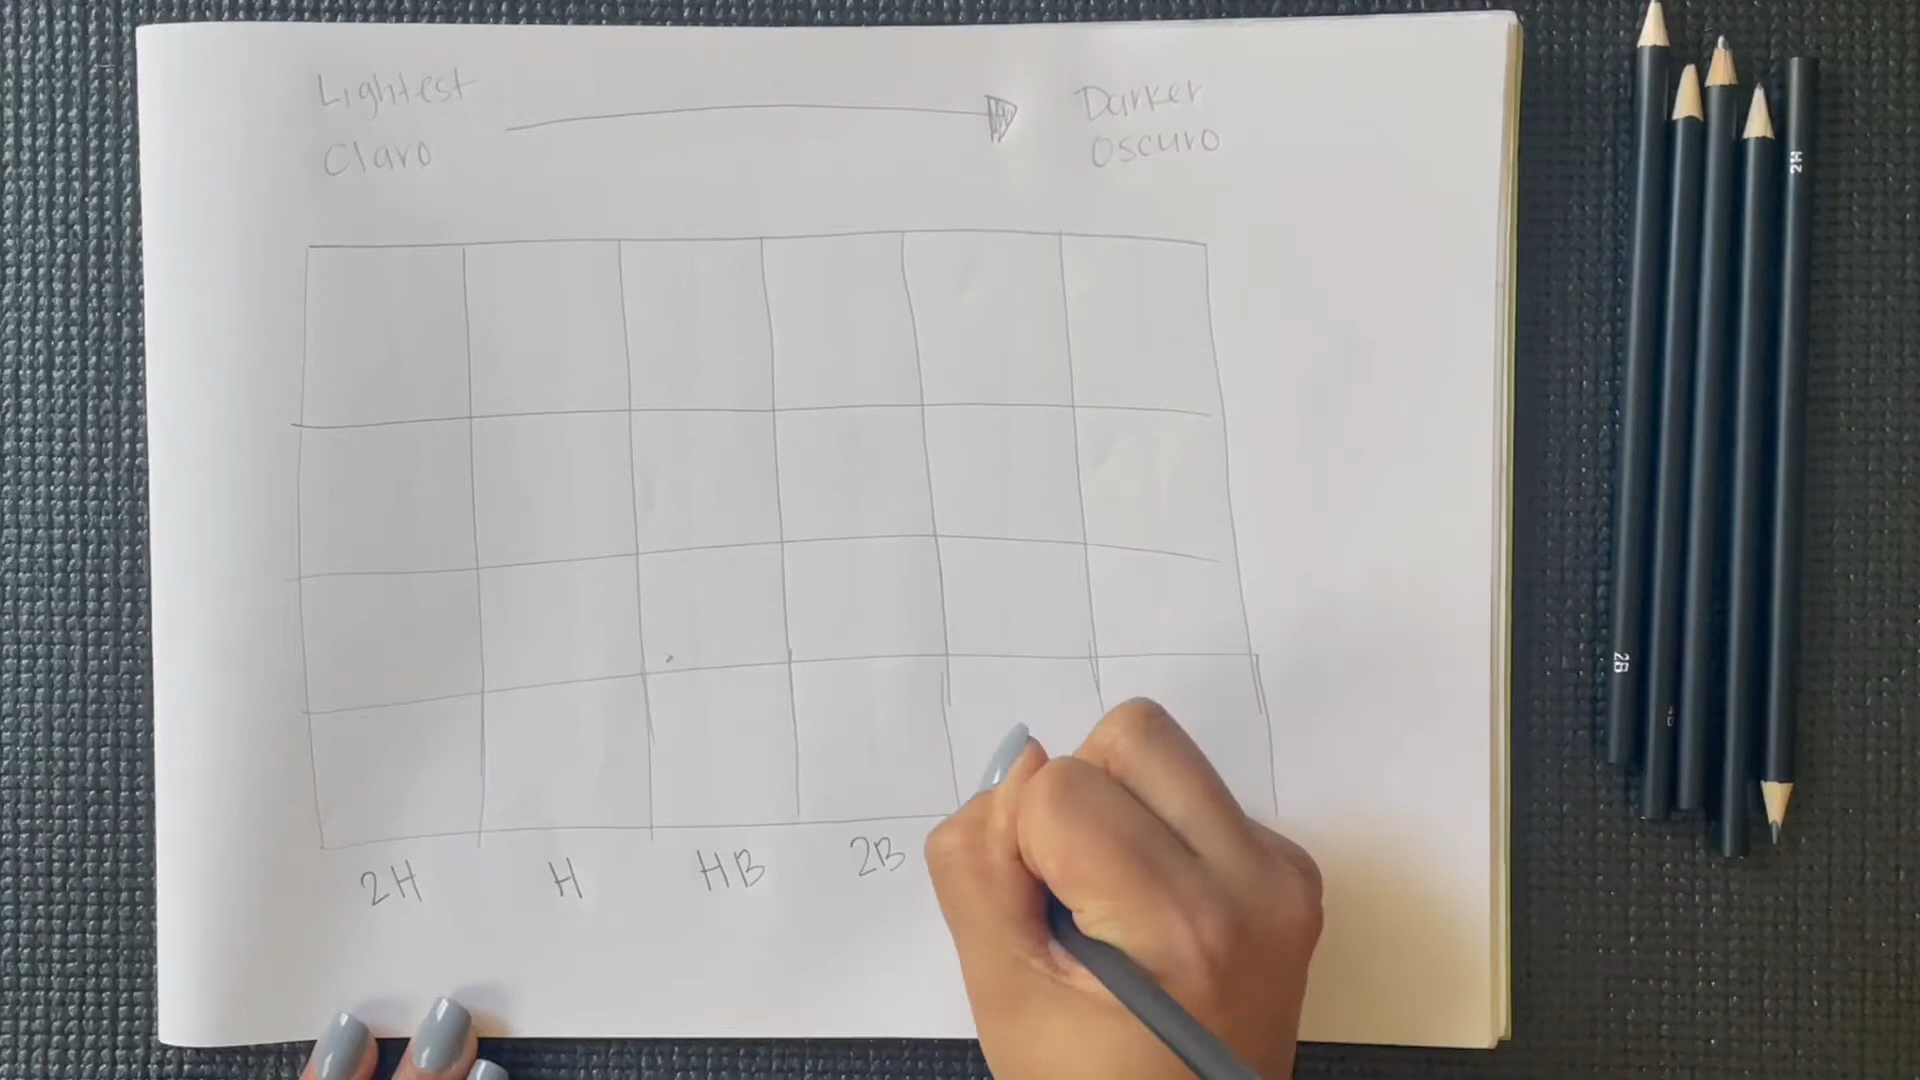 Lightest
Claro
Darker
Oscuro
2H
H
HB
2B
2H
2B